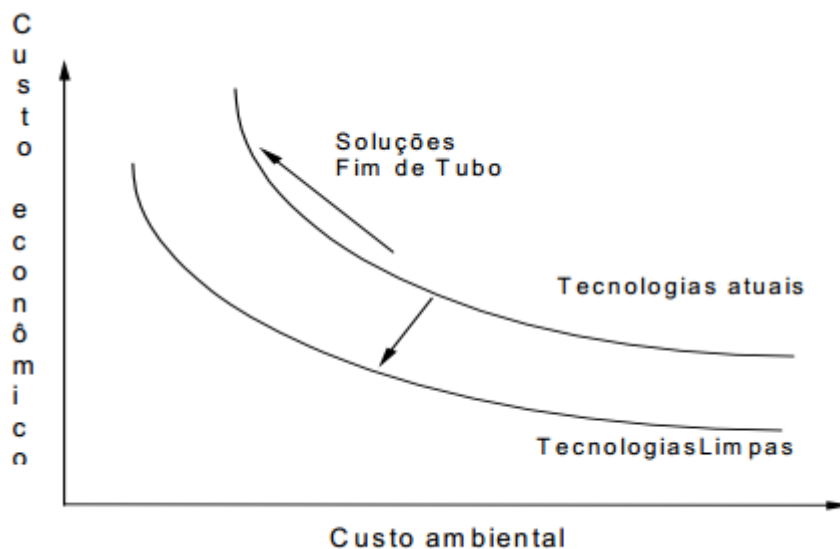 Custo econômico
Soluções
Fim de Tubo
Tecnologias atuais
TecnologiasLimpas
Custo ambiental